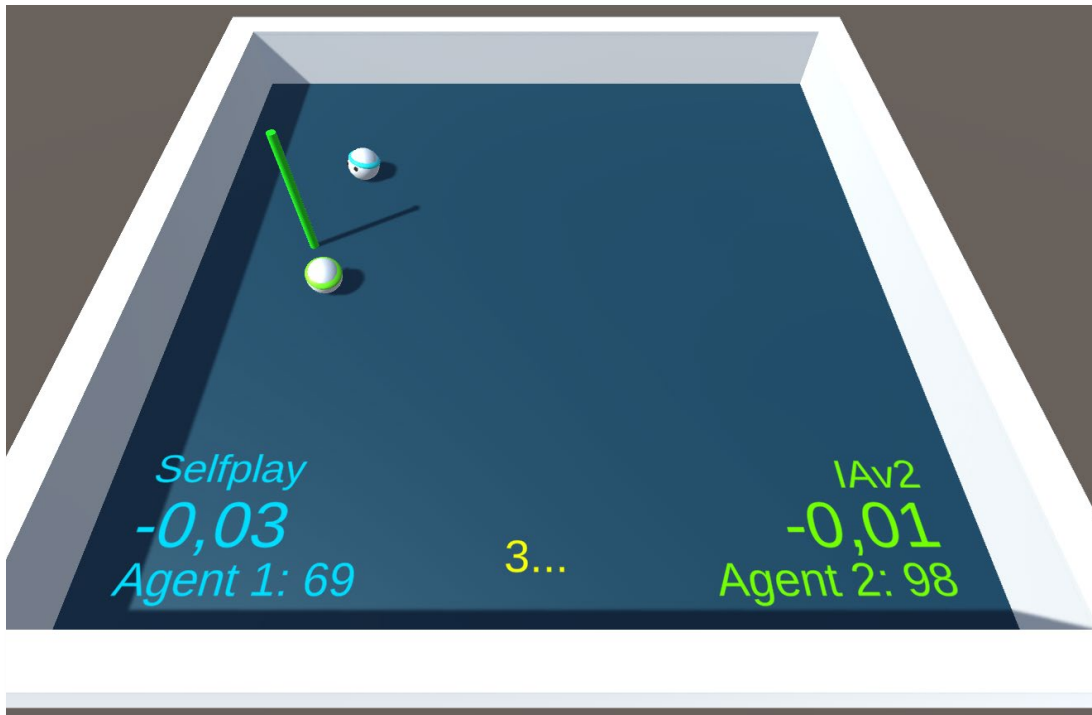 Selfplay
-0,03
Agent 1: 69
3...
IAv2
-0,01
Agent 2: 98